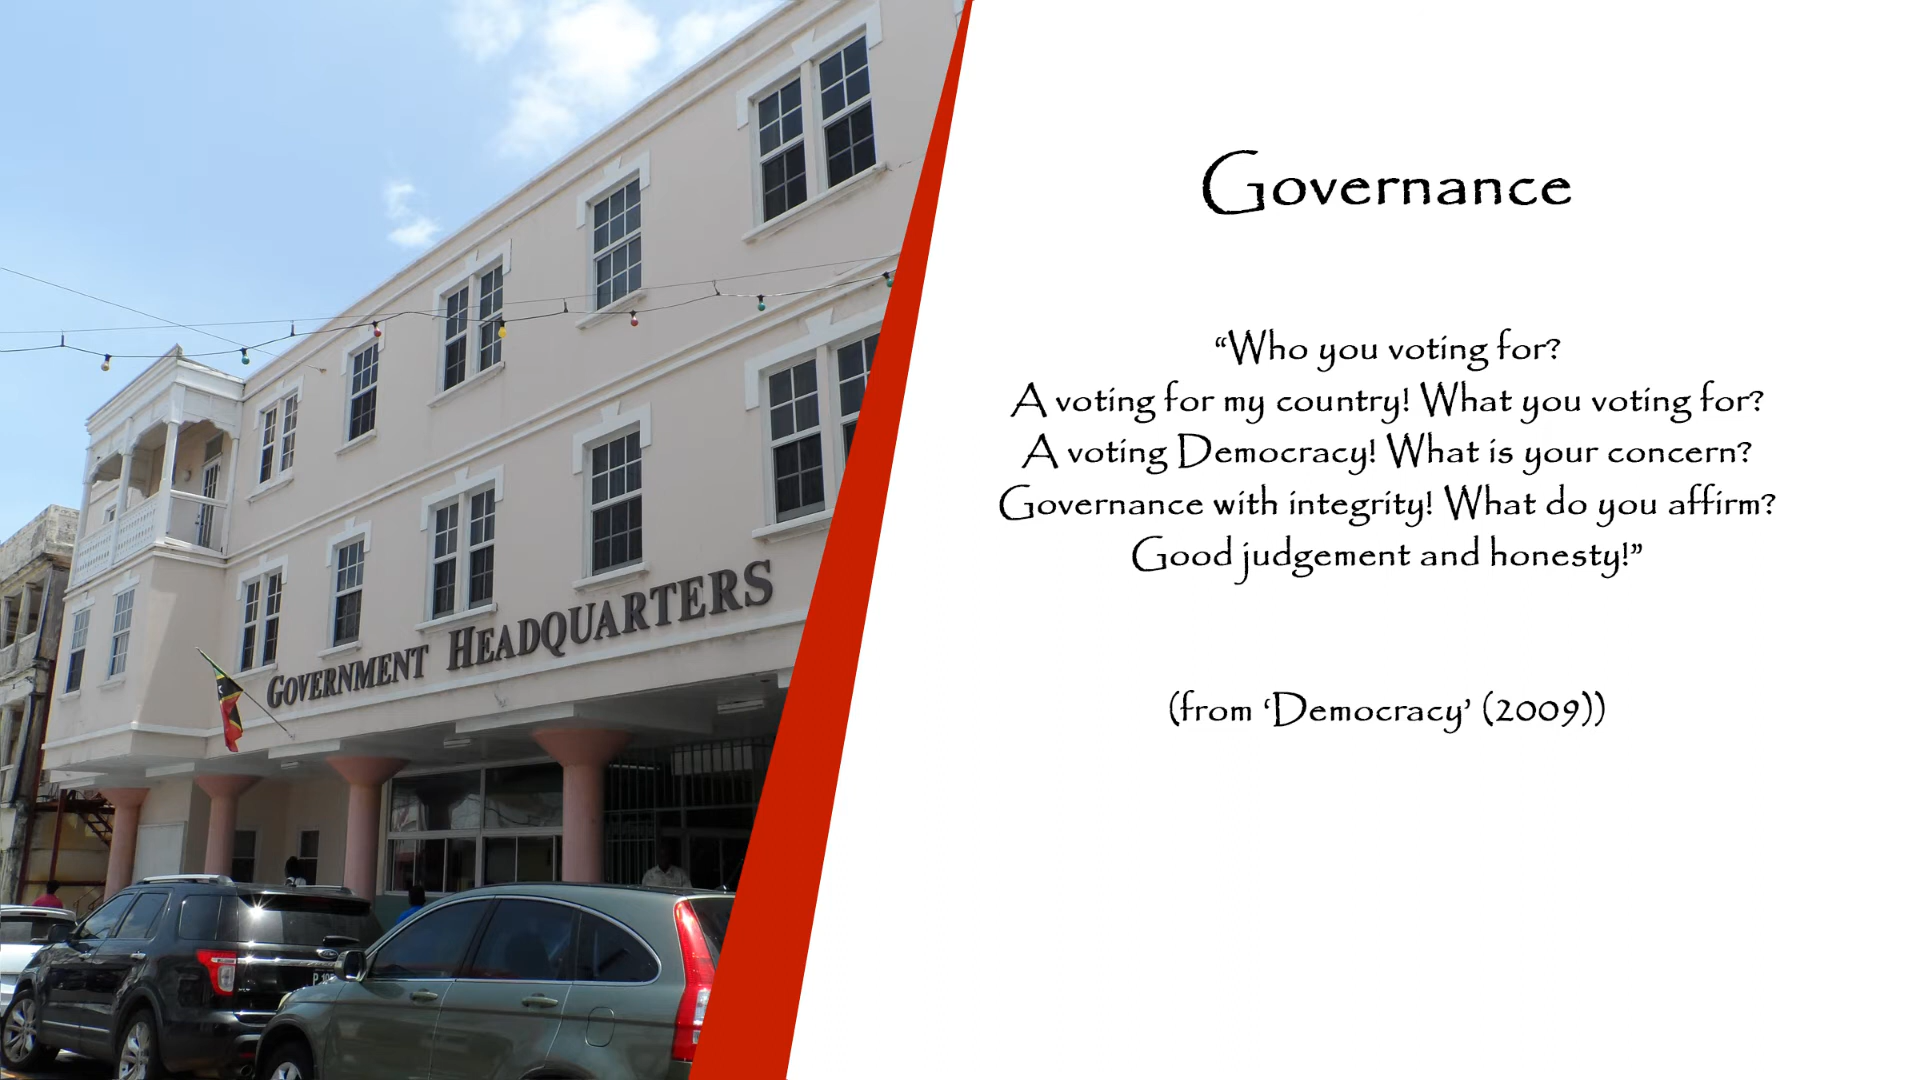 GOVERNMENT HEADQUARTERS
Governance
“Who you voting for?
A voting for my country! What you voting for?
A voting Democracy! What is your concern?
Governance with integrity! What do you affirm?
Good judgement and honesty!”
(from ‘Democracy’ (2009))